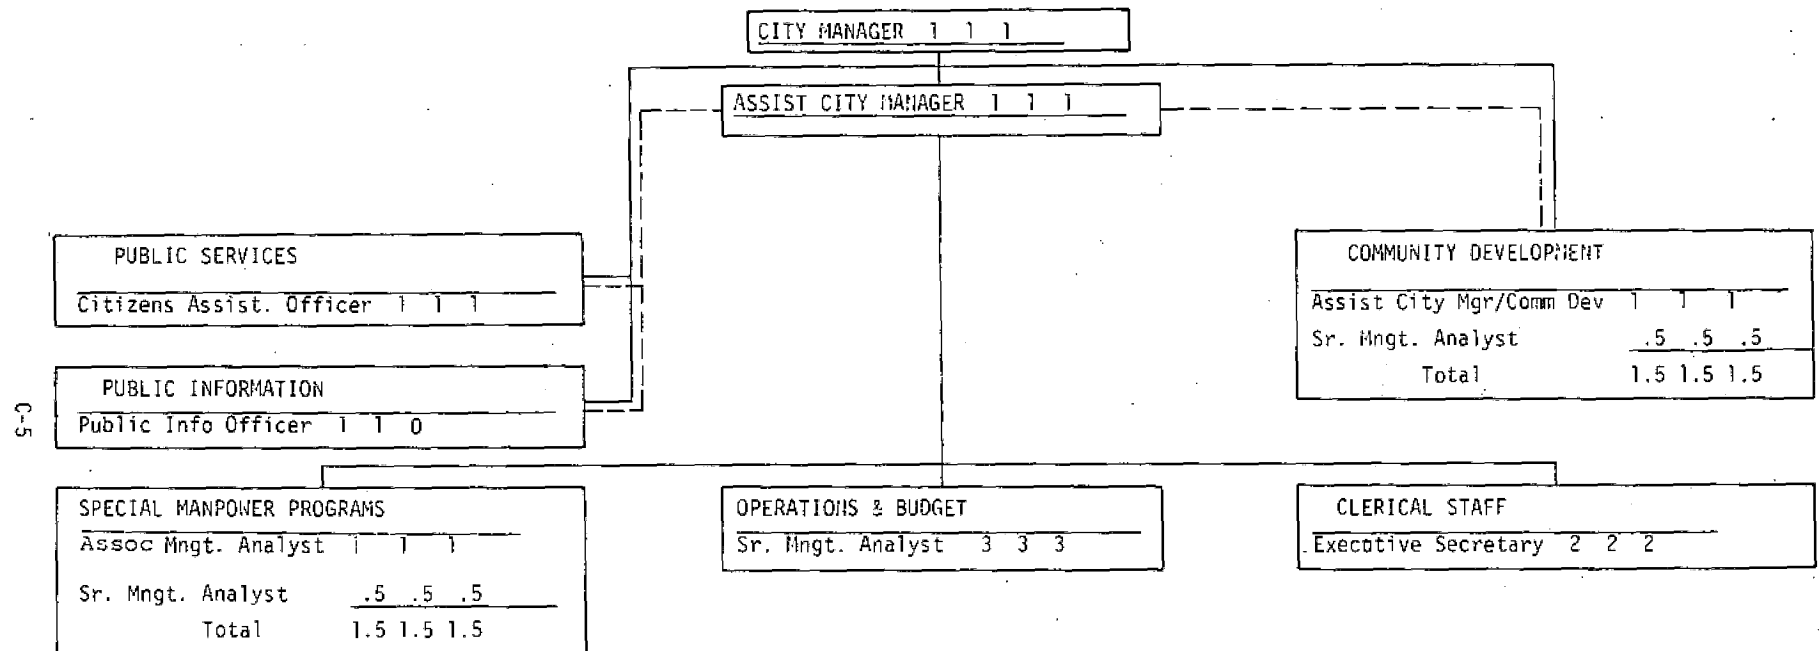 CITY MANAGER 1 1 1
ASSIST CITY MANAGER 1 1 1
PUBLIC SERVICES
Citizens Assist. Officer 1 1 1
COMMUNITY DEVELOPMENT
Assist City Mgr/Comm Dev 1 1 1
Sr. Mngt. Analyst .5 .5 .5
Total 1.5 1.5 1.5
PUBLIC INFORMATION
Public Info Officer 1 1 0
C-5
SPECIAL MANPOWER PROGRAMS
Assoc Mngt. Analyst 1 1 1
Sr. Mngt. Analyst .5 .5 .5
Total 1.5 1.5 1.5
OPERATIONS & BUDGET
Sr. Mngt. Analyst 3 3 3
CLERICAL STAFF
Executive Secretary 2 2 2